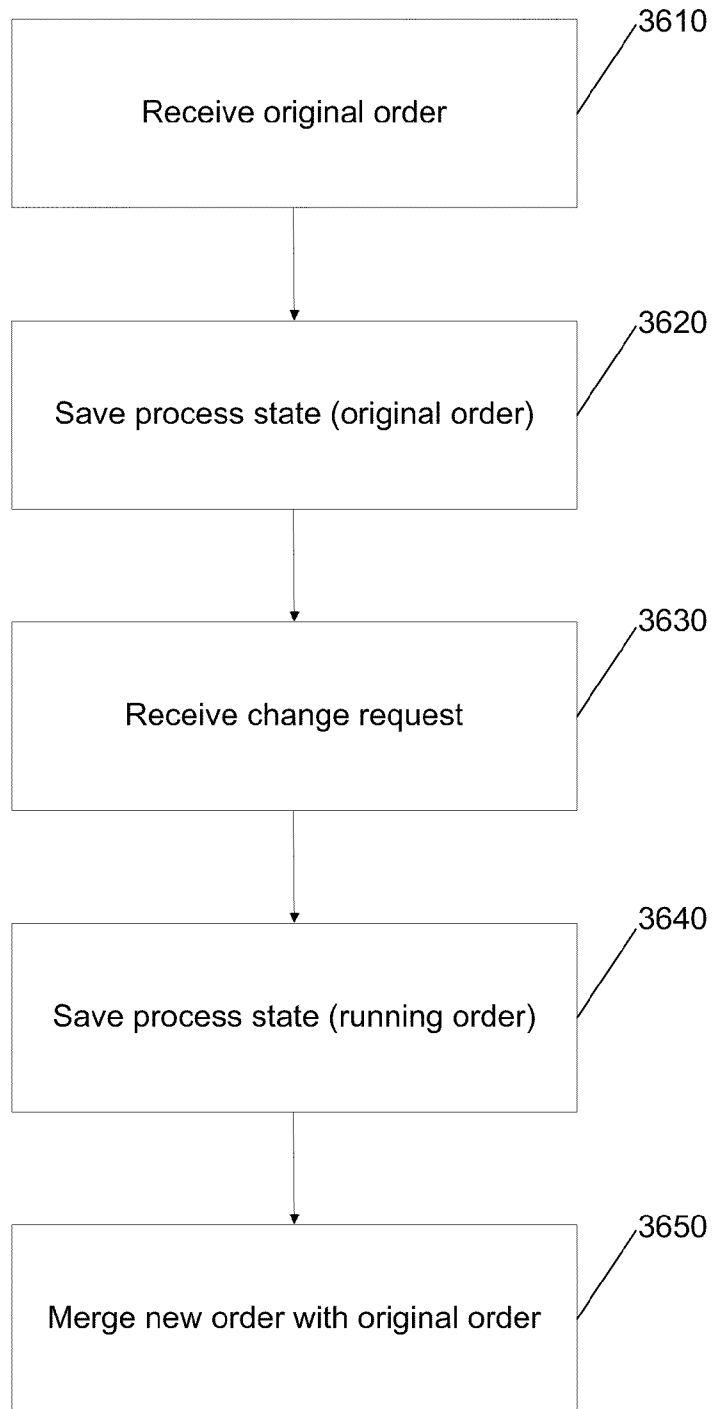 3610
Receive original order
3620
Save process state (original order)
3630
Receive change request
3640
Save process state (running order)
3650
Merge new order with original order